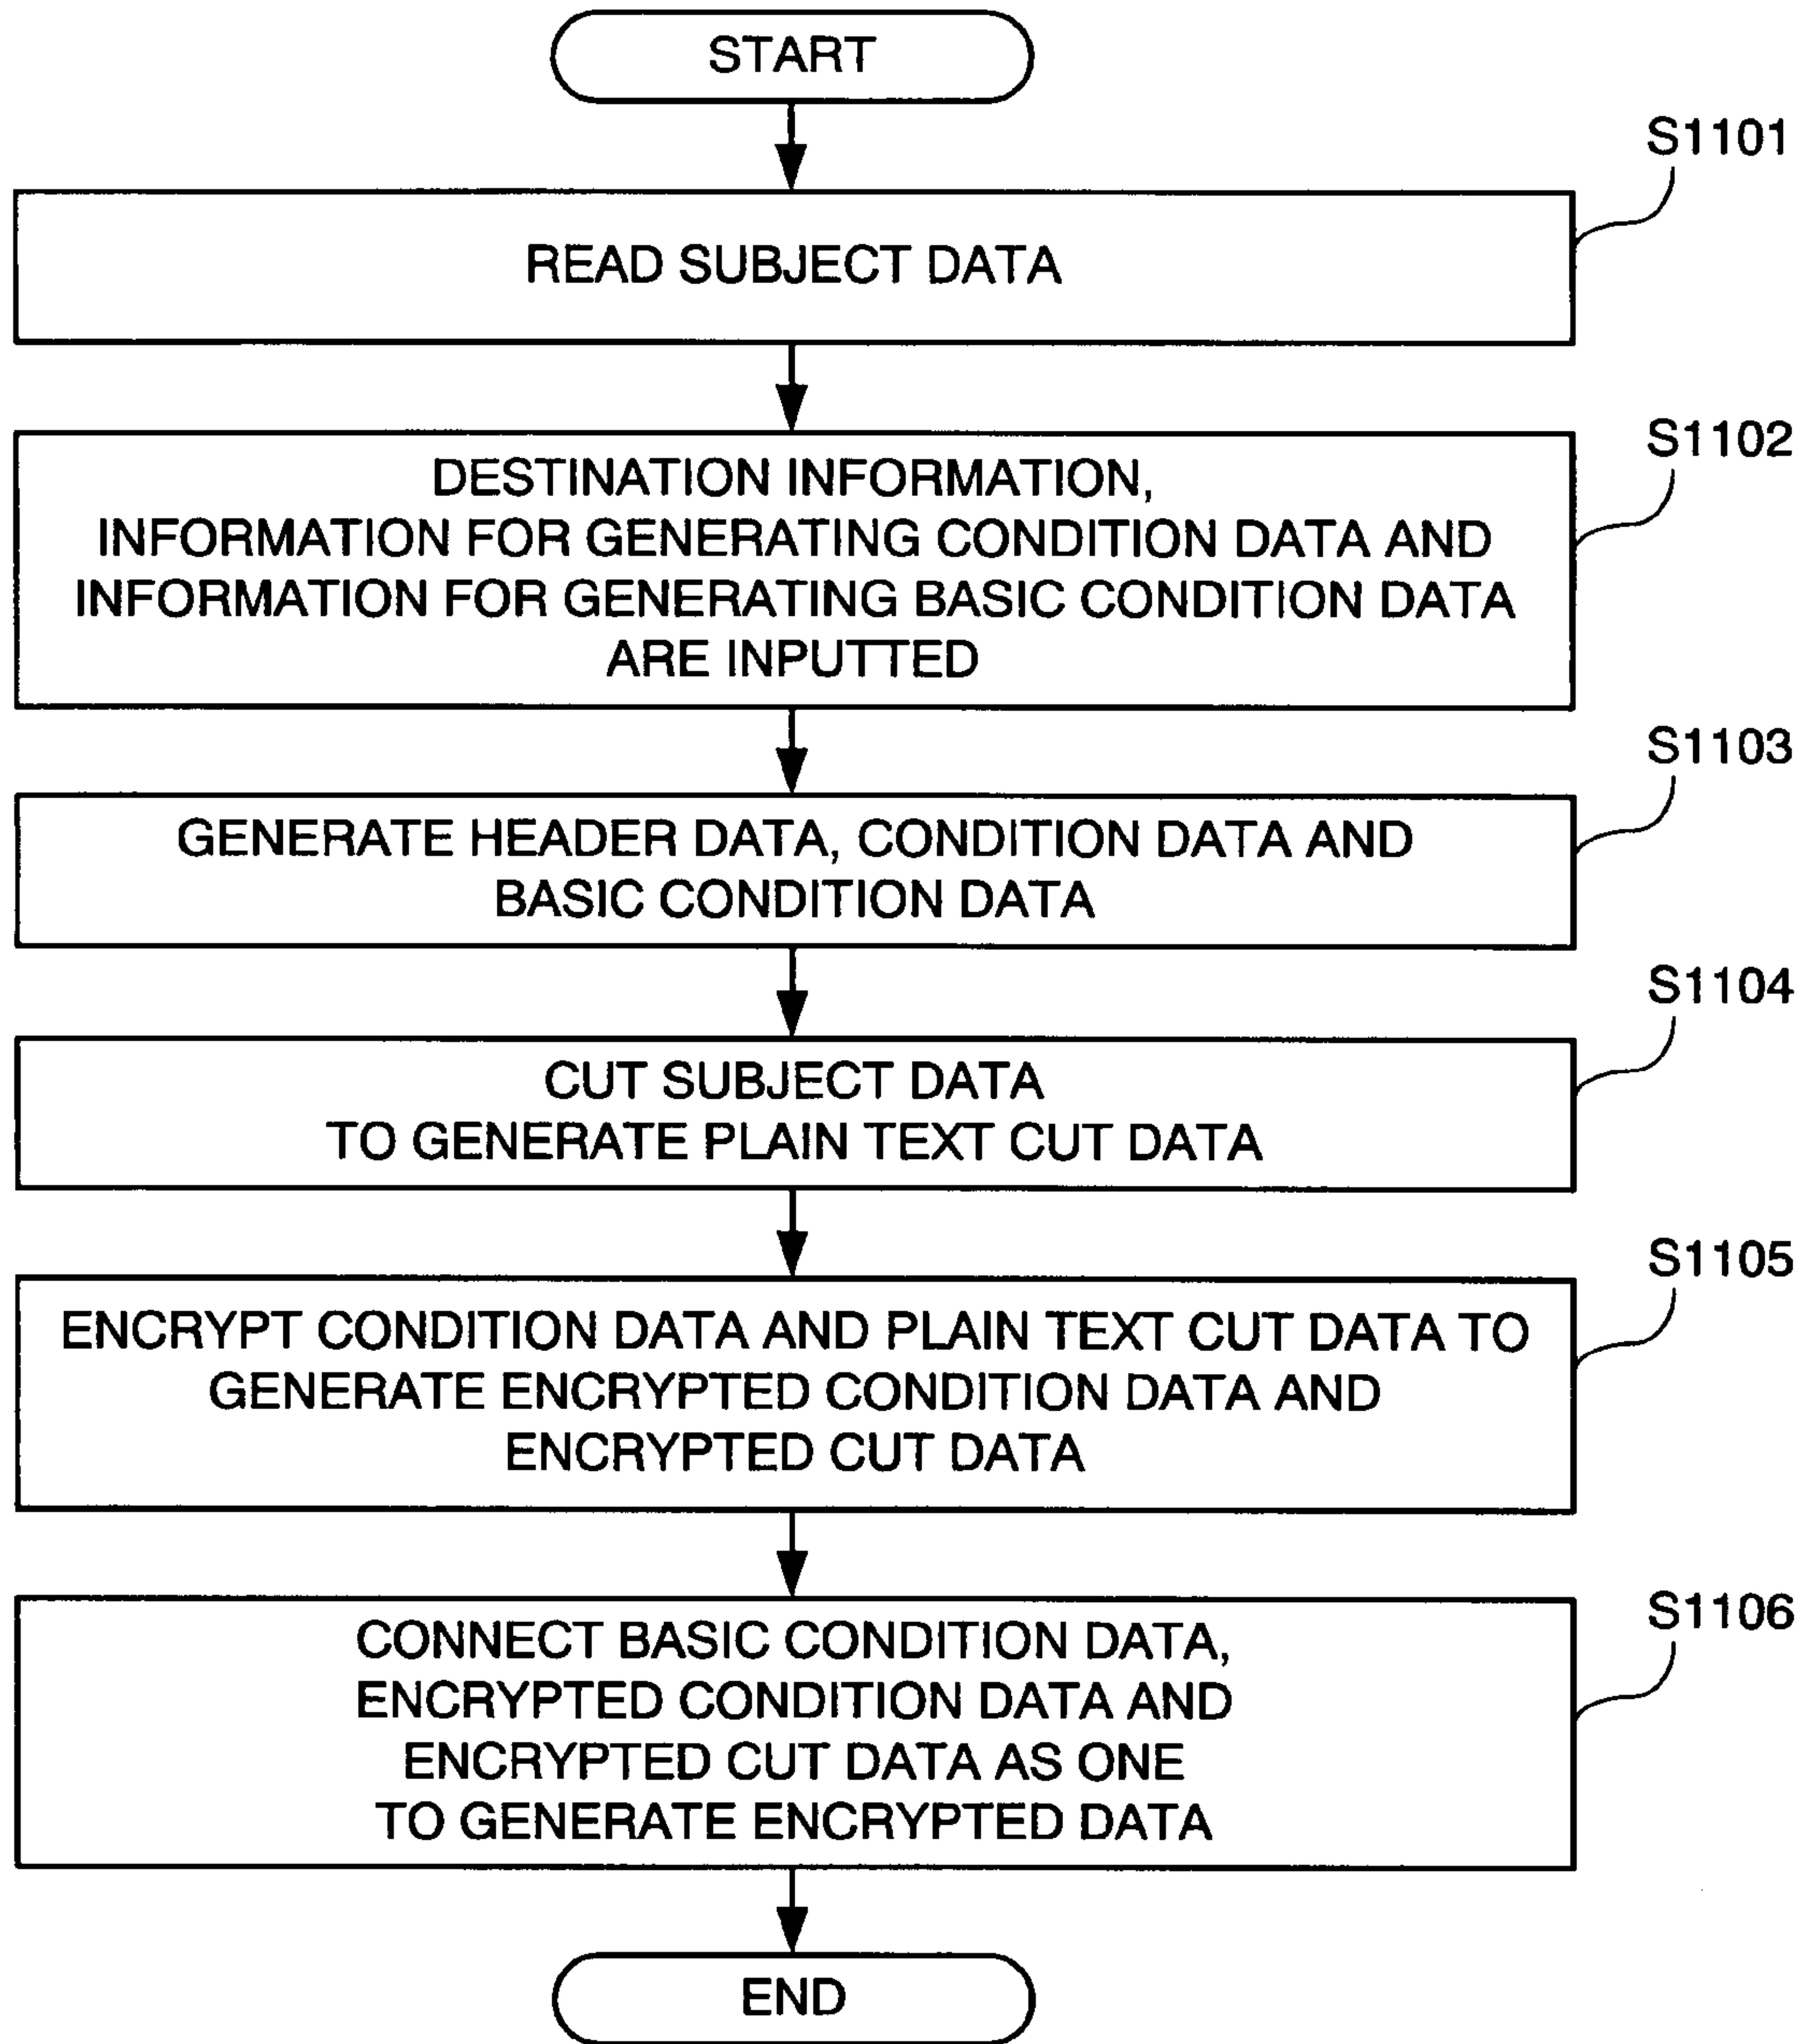 START
S1101
READ SUBJECT DATA
S1102
DESTINATION INFORMATION,
INFORMATION FOR GENERATING CONDITION DATA AND
INFORMATION FOR GENERATING BASIC CONDITION DATA
ARE INPUTTED
S1103
GENERATE HEADER DATA, CONDITION DATA AND
BASIC CONDITION DATA
S1104
CUT SUBJECT DATA
TO GENERATE PLAIN TEXT CUT DATA
S1105
ENCRYPT CONDITION DATA AND PLAIN TEXT CUT DATA TO
GENERATE ENCRYPTED CONDITION DATA AND
ENCRYPTED CUT DATA
S1106
CONNECT BASIC CONDITION DATA,
ENCRYPTED CONDITION DATA AND
ENCRYPTED CUT DATA AS ONE
TO GENERATE ENCRYPTED DATA
END